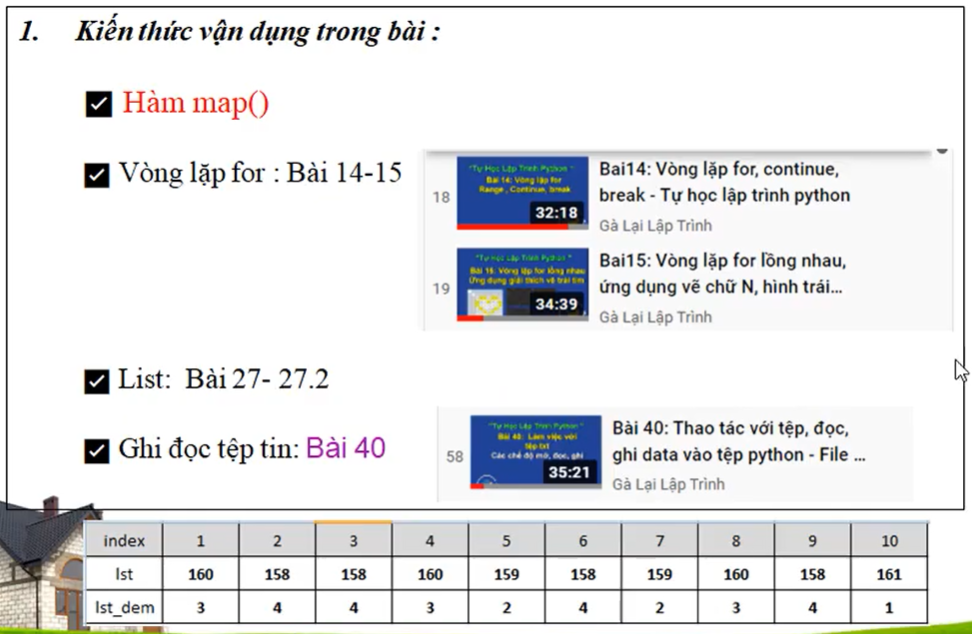 1. Kiến thức vận dụng trong bài :
Hàm map()
Vòng lặp for : Bài 14-15
18
"Tự Học Lập Trình Python "
Bài 14: Vòng lặp for
Range , Continue, break
32:18
Bai14: Vòng lặp for, continue,
break - Tự học lập trình python
Gà Lại Lập Trình
19
"Tự Học Lập Trình Python "
Bài 15: Vòng lặp for lồng nhau
Ứng dụng giải thích vẽ trái tim
34:39
Bai15: Vòng lặp for lồng nhau,
ứng dụng vẽ chữ N, hình trái...
Gà Lại Lập Trình
List: Bài 27- 27.2
Ghi đọc tệp tin: Bài 40
58
"Tự Học Lập Trình Python "
Bài 40: Làm việc với
tệp txt
Các chế độ mở, đọc, ghi
35:21
Bài 40: Thao tác với tệp, đọc,
ghi data vào tệp python - File ...
Gà Lại Lập Trình
index 1 2 3 4 5 6 7 8 9 10
lst 160 158 158 160 159 158 159 160 158 161
lst_dem 3 4 4 3 2 4 2 3 4 1